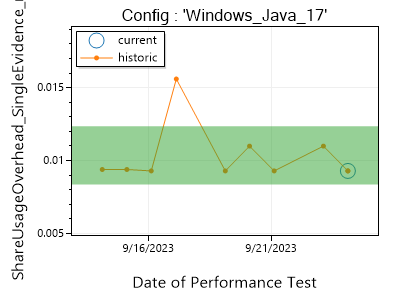 Config : 'Windows_Java_17'
current
historic
0.015
0.01
0.005
9/16/2023
9/21/2023
Date of Performance Test
ShareUsageOverhead_SingleEvidence_